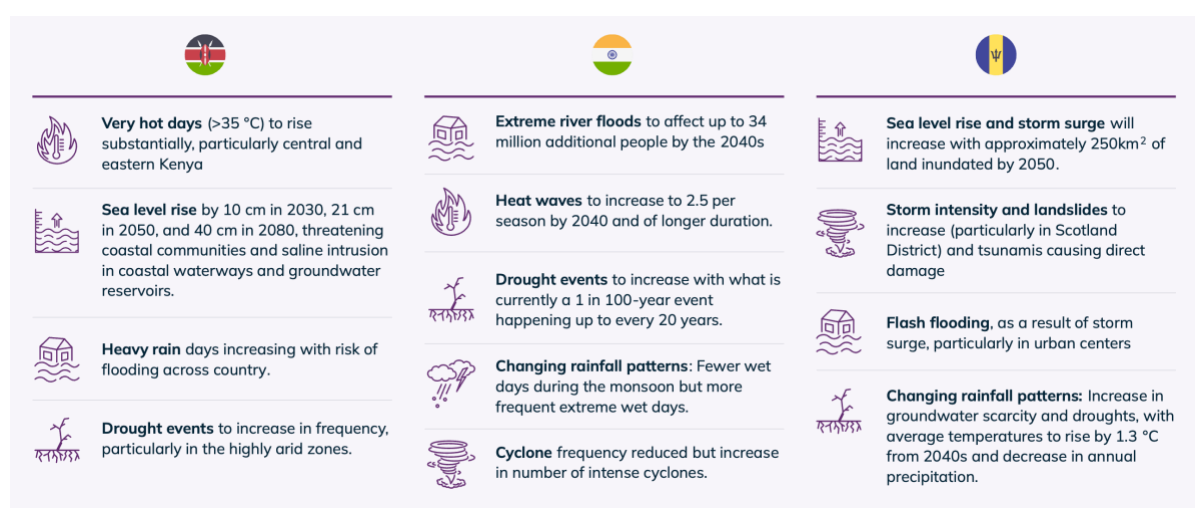 Very hot days (>35 °C) to rise
substantially, particularly central and
eastern Kenya
Sea level rise by 10 cm in 2030, 21 cm
in 2050, and 40 cm in 2080, threatening
coastal communities and saline intrusion
in coastal waterways and groundwater
reservoirs.
Heavy rain days increasing with risk of
flooding across country.
Drought events to increase in frequency,
particularly in the highly arid zones.
Extreme river floods to affect up to 34
million additional people by the 2040s
Heat waves to increase to 2.5 per
season by 2040 and of longer duration.
Drought events to increase with what is
currently a 1 in 100-year event
happening up to every 20 years.
Changing rainfall patterns: Fewer wet
days during the monsoon but more
frequent extreme wet days.
Cyclone frequency reduced but increase
in number of intense cyclones.
Sea level rise and storm surge will
increase with approximately 250km² of
land inundated by 2050.
Storm intensity and landslides to
increase (particularly in Scotland
District) and tsunamis causing direct
damage
Flash flooding, as a result of storm
surge, particularly in urban centers
Changing rainfall patterns: Increase in
groundwater scarcity and droughts, with
average temperatures to rise by 1.3 °C
from 2040s and decrease in annual
precipitation.